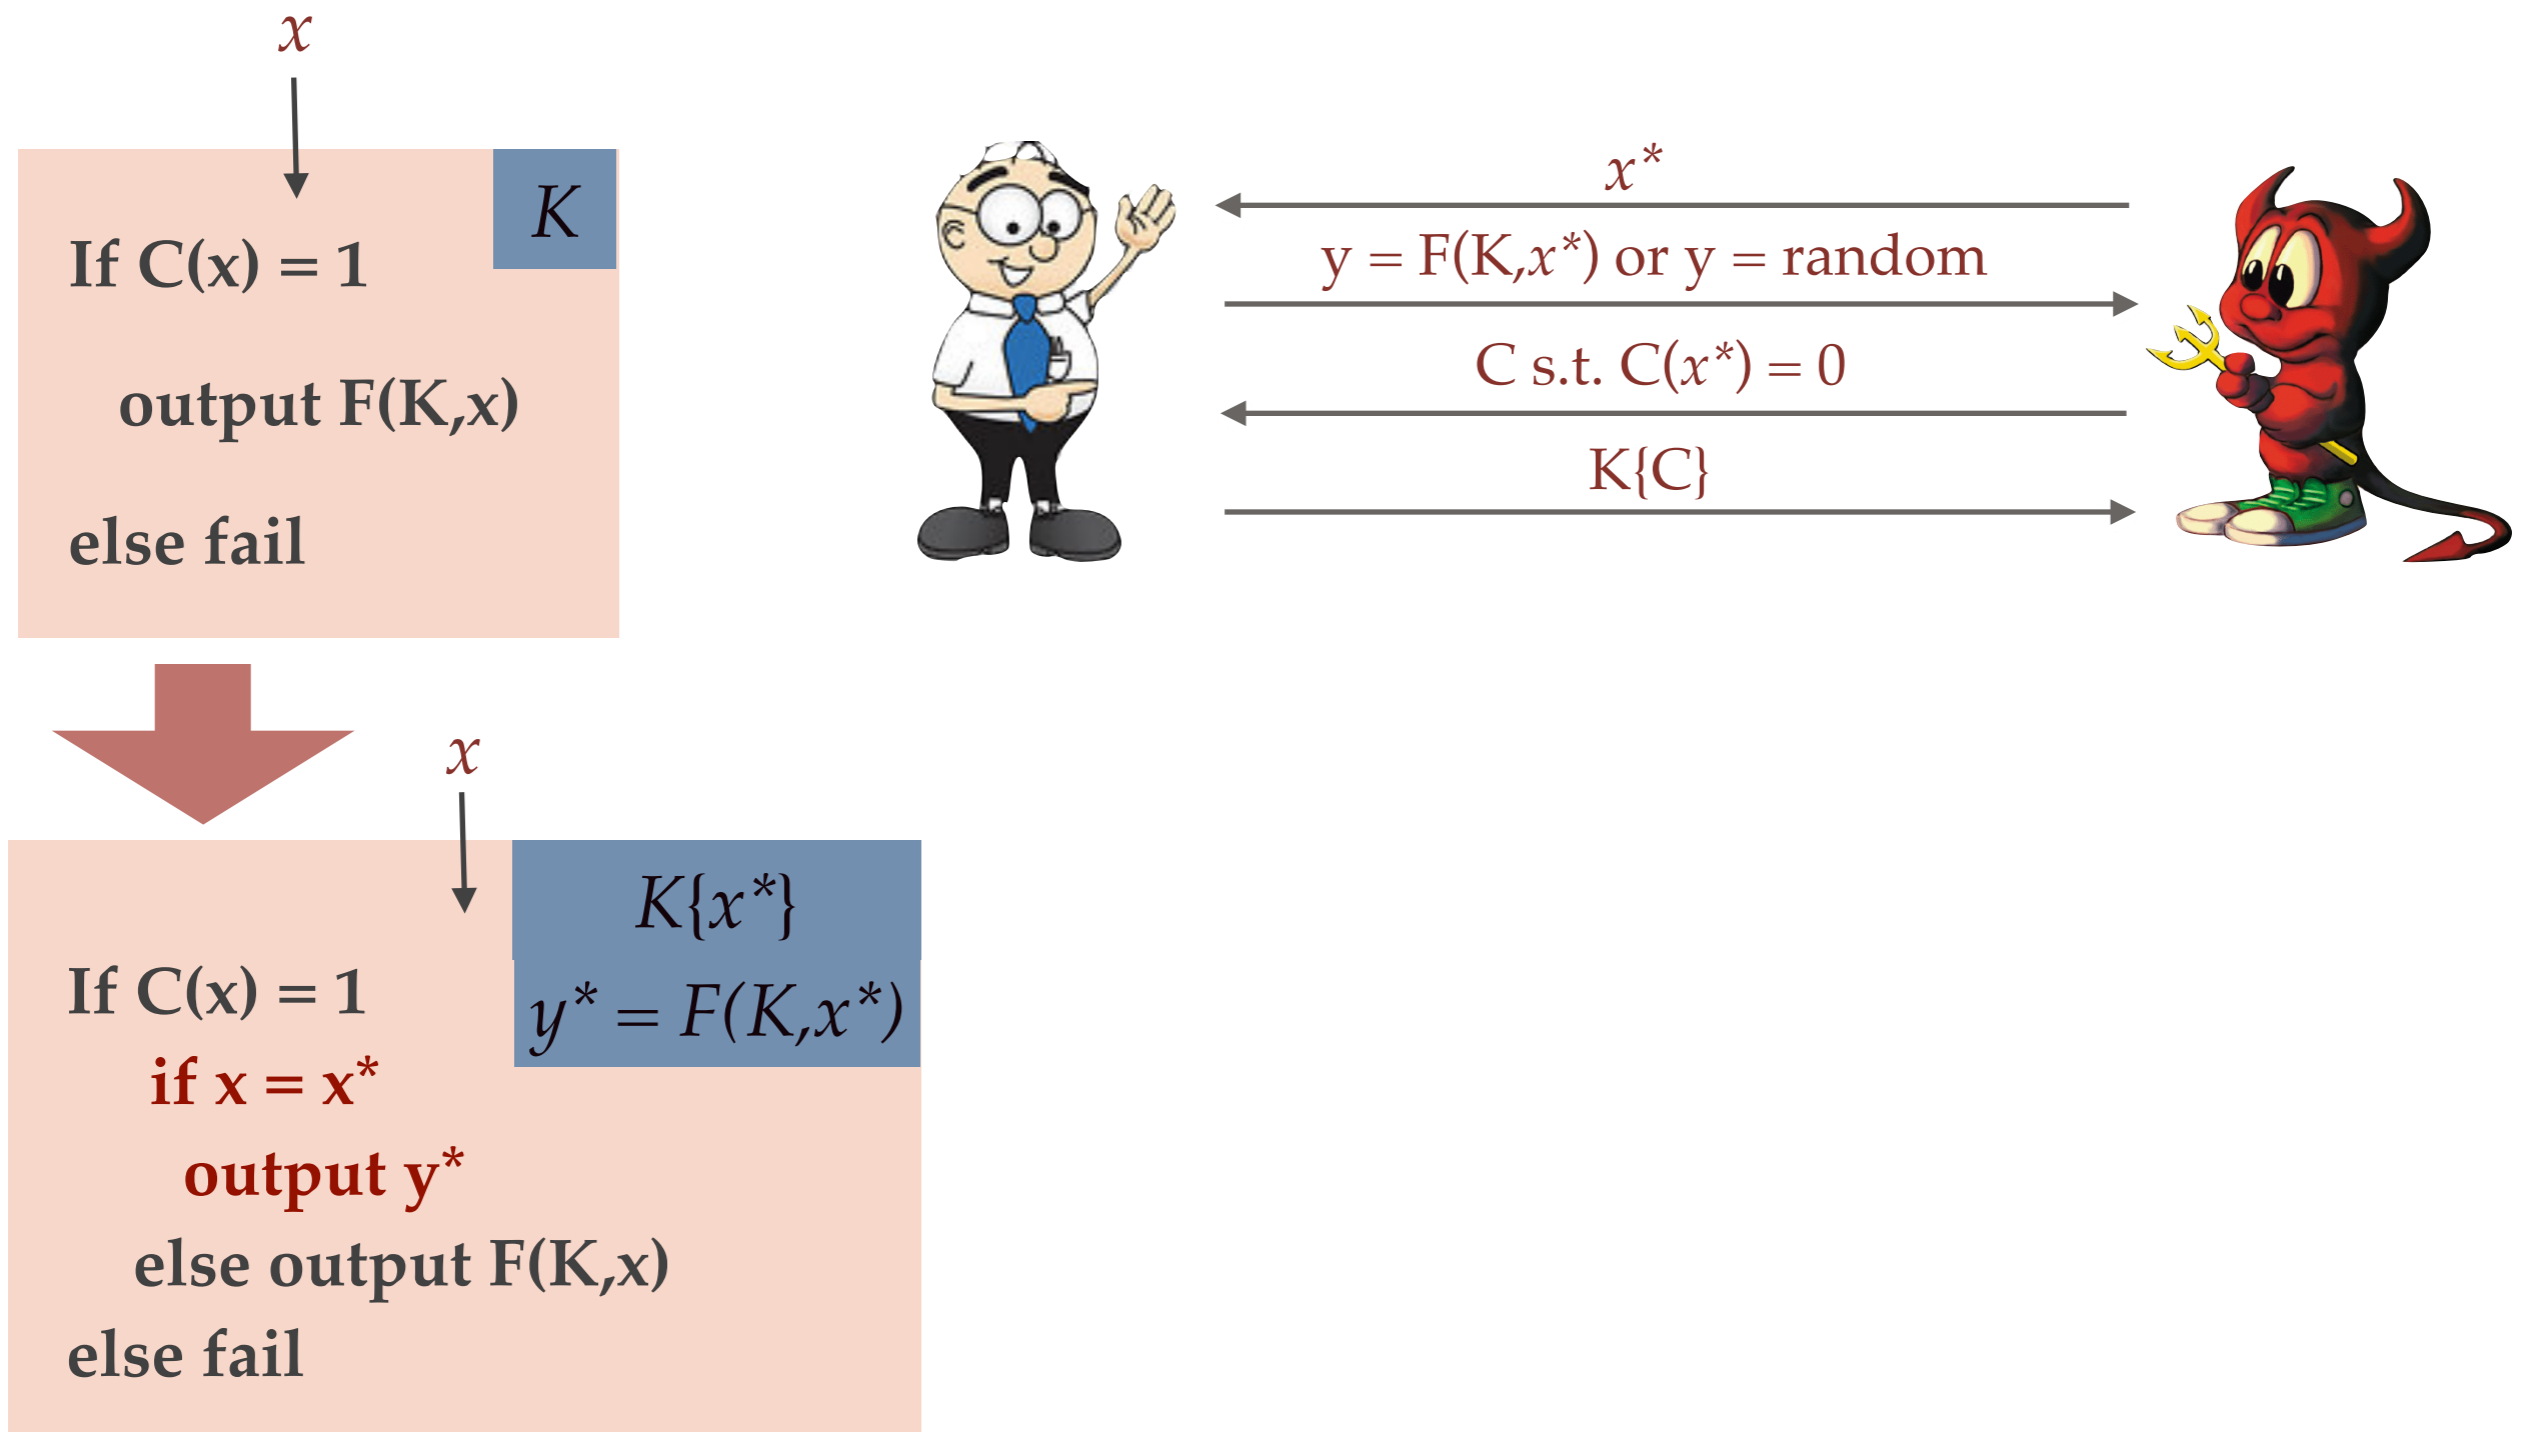 x
K
If C(x) = 1
output F(K,x)
else fail
x*
y = F(K,x*) or y = random
C s.t. C(x*) = 0
K{C}
x
K{x*}
y* = F(K,x*)
If C(x) = 1
if x = x*
output y*
else output F(K,x)
else fail